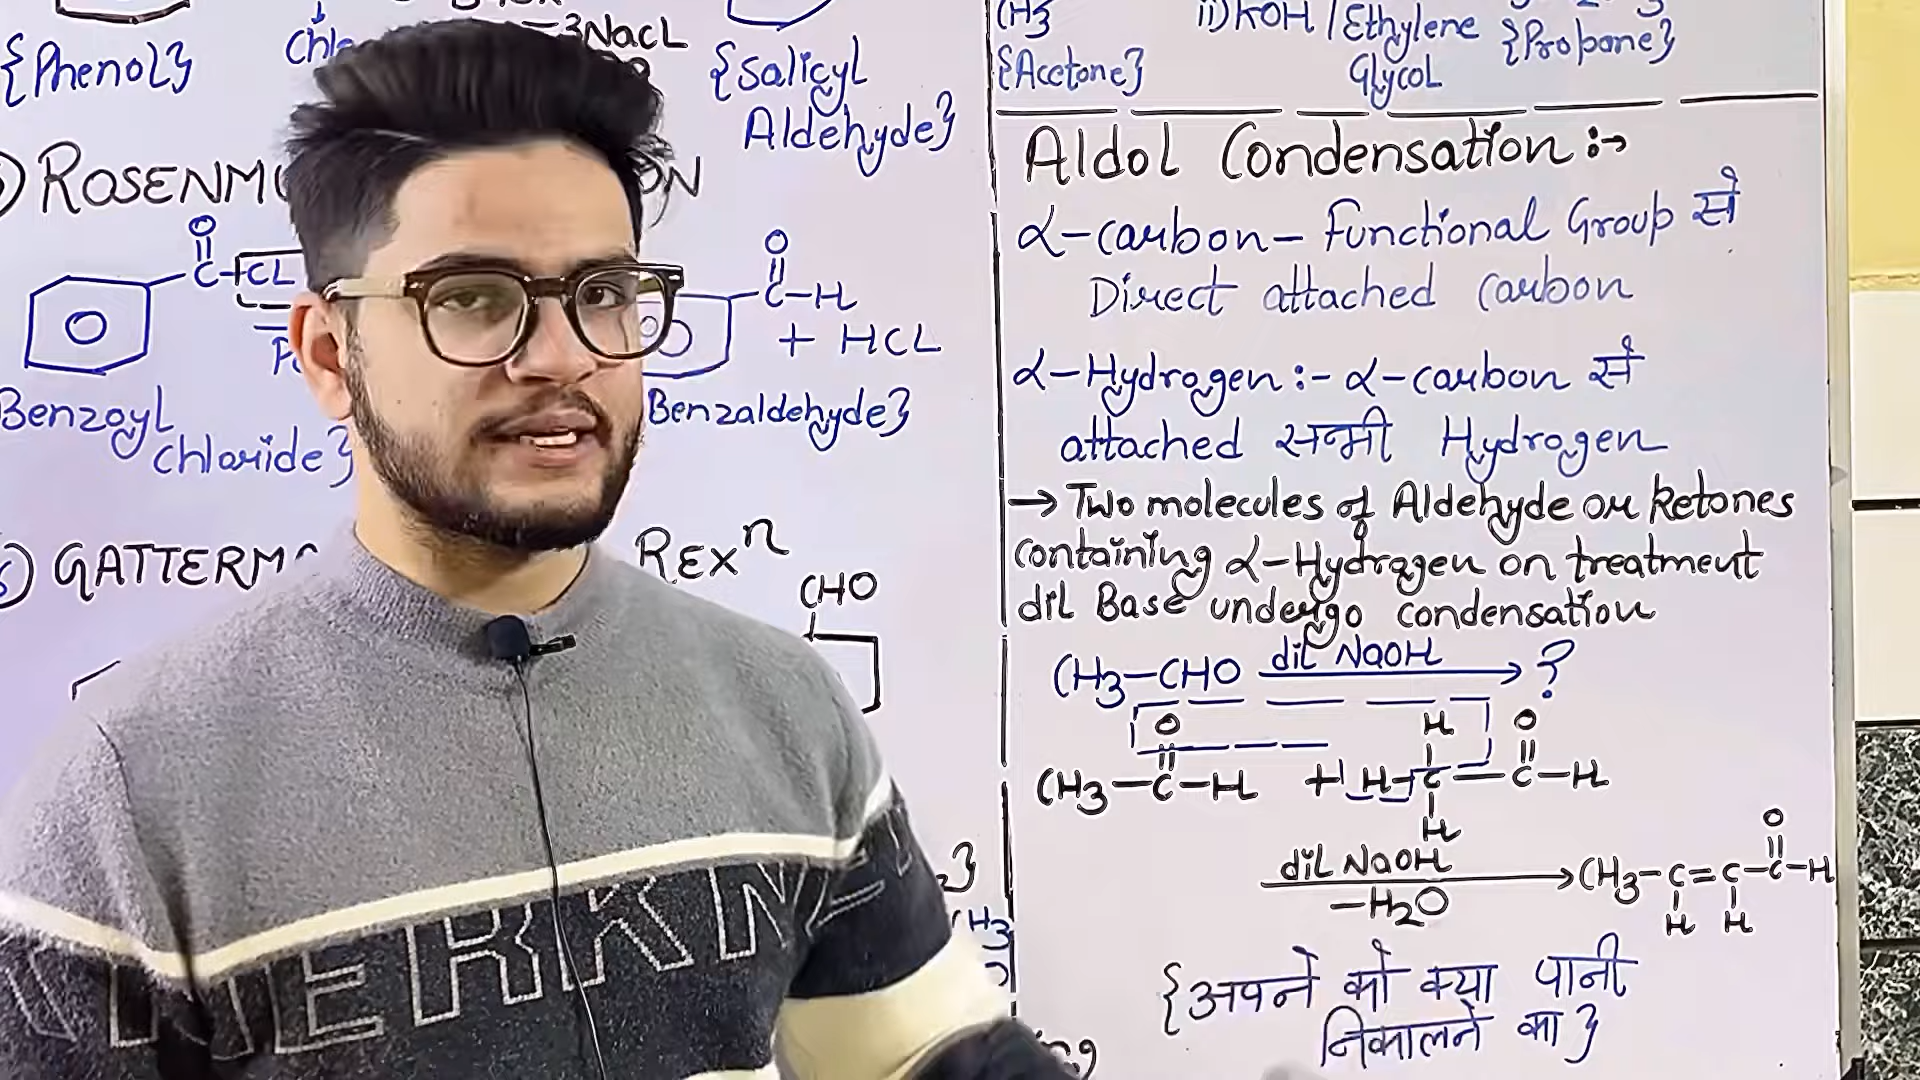 {Phenol}
3NaCL
{Salicyl
Aldehyde}
ROSENM
ON
O
C CL
O
C-H
+ HCL
Benzoyl
chloride}
Benzaldehyde}
GATTERM
REXⁿ
CHO
CH3
CH3
ii) KOH / Ethylene
Glycol
{Acetone}
{Propane}
Aldol Condensation :→
α-carbon- Functional Group से
Direct attached carbon
α-Hydrogen:- α-carbon से
attached सभी Hydrogen
→ Two molecules of Aldehyde or ketones
containing α-Hydrogen on treatment
dil Base undergo condensation
CH3-CHO dil NaOH → ?
O H O
CH3-C-H + H-C-C-H
H
dil NaOH → CH3-C=C-C-H
-H2O
O
H H
{अपने को क्या पानी
निकालने का}